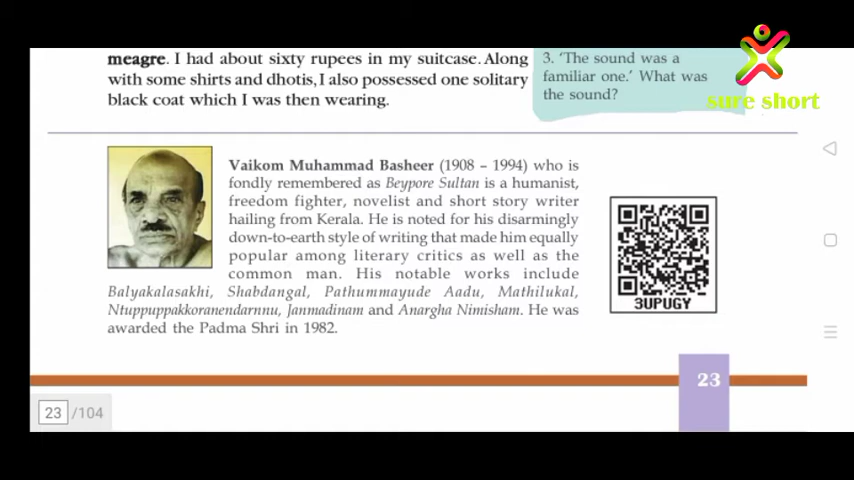 meagre. I had about sixty rupees in my suitcase. Along
with some shirts and dhotis, I also possessed one solitary
black coat which I was then wearing.
3. 'The sound was a
familiar one.' What was
the sound?
sure short
Vaikom Muhammad Basheer (1908 – 1994) who is
fondly remembered as Beypore Sultan is a humanist,
freedom fighter, novelist and short story writer
hailing from Kerala. He is noted for his disarmingly
down-to-earth style of writing that made him equally
popular among literary critics as well as the
common man. His notable works include
Balyakalasakhi, Shabdangal, Pathummayude Aadu, Mathilukal,
Ntuppuppakkoranendarnnu, Janmadinam and Anargha Nimisham. He was
awarded the Padma Shri in 1982.
3UPUGY
23
23 /104